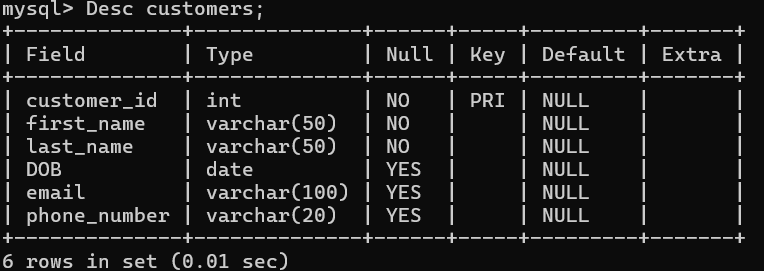 mysql> Desc customers;
+--------------+--------------+------+-----+---------+-------+
| Field        | Type         | Null | Key | Default | Extra |
+--------------+--------------+------+-----+---------+-------+
| customer_id  | int          | NO   | PRI | NULL    |       |
| first_name   | varchar(50)  | NO   |     | NULL    |       |
| last_name    | varchar(50)  | NO   |     | NULL    |       |
| DOB          | date         | YES  |     | NULL    |       |
| email        | varchar(100) | YES  |     | NULL    |       |
| phone_number | varchar(20)  | YES  |     | NULL    |       |
+--------------+--------------+------+-----+---------+-------+
6 rows in set (0.01 sec)